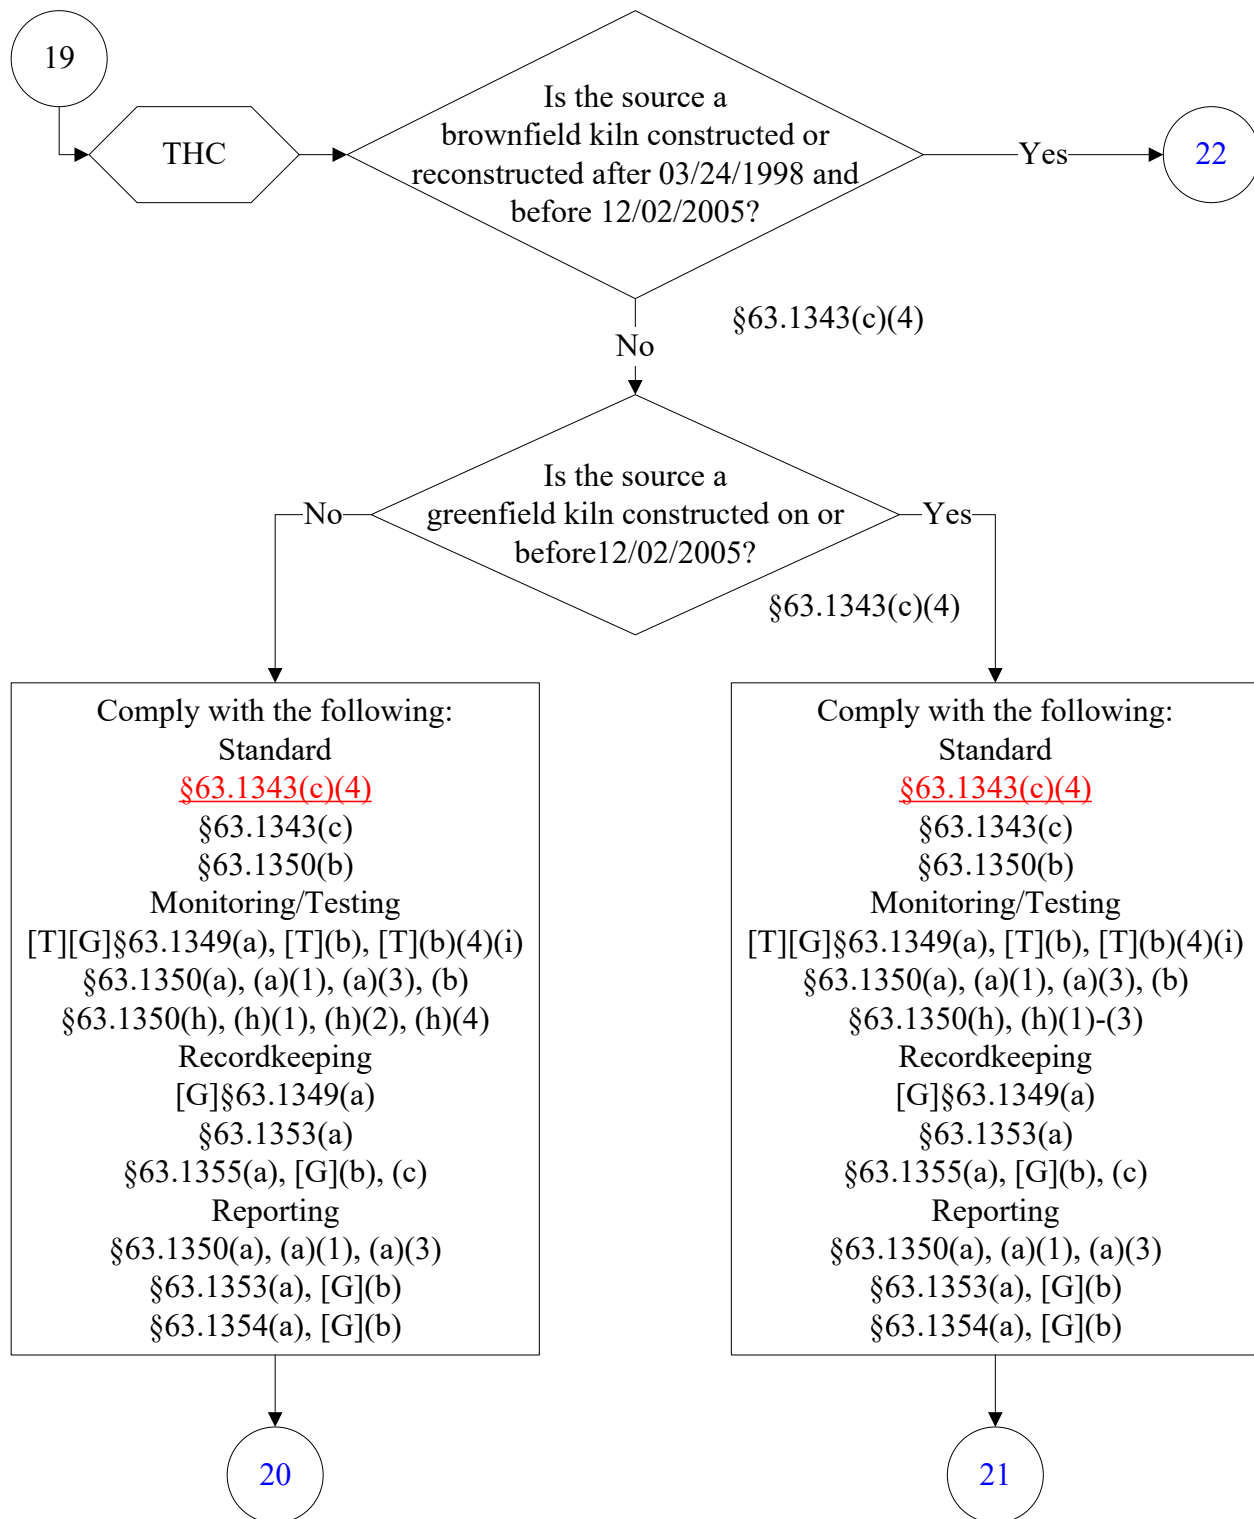 19
THC
Is the source a
brownfield kiln constructed or
reconstructed after 03/24/1998 and
before 12/02/2005?
Yes
22
§63.1343(c)(4)
No
Is the source a
greenfield kiln constructed on or
before12/02/2005?
No
Yes
§63.1343(c)(4)
Comply with the following:
Standard
§63.1343(c)(4)
§63.1343(c)
§63.1350(b)
Monitoring/Testing
[T][G]§63.1349(a), [T](b), [T](b)(4)(i)
§63.1350(a), (a)(1), (a)(3), (b)
§63.1350(h), (h)(1), (h)(2), (h)(4)
Recordkeeping
[G]§63.1349(a)
§63.1353(a)
§63.1355(a), [G](b), (c)
Reporting
§63.1350(a), (a)(1), (a)(3)
§63.1353(a), [G](b)
§63.1354(a), [G](b)
20
Comply with the following:
Standard
§63.1343(c)(4)
§63.1343(c)
§63.1350(b)
Monitoring/Testing
[T][G]§63.1349(a), [T](b), [T](b)(4)(i)
§63.1350(a), (a)(1), (a)(3), (b)
§63.1350(h), (h)(1)-(3)
Recordkeeping
[G]§63.1349(a)
§63.1353(a)
§63.1355(a), [G](b), (c)
Reporting
§63.1350(a), (a)(1), (a)(3)
§63.1353(a), [G](b)
§63.1354(a), [G](b)
21